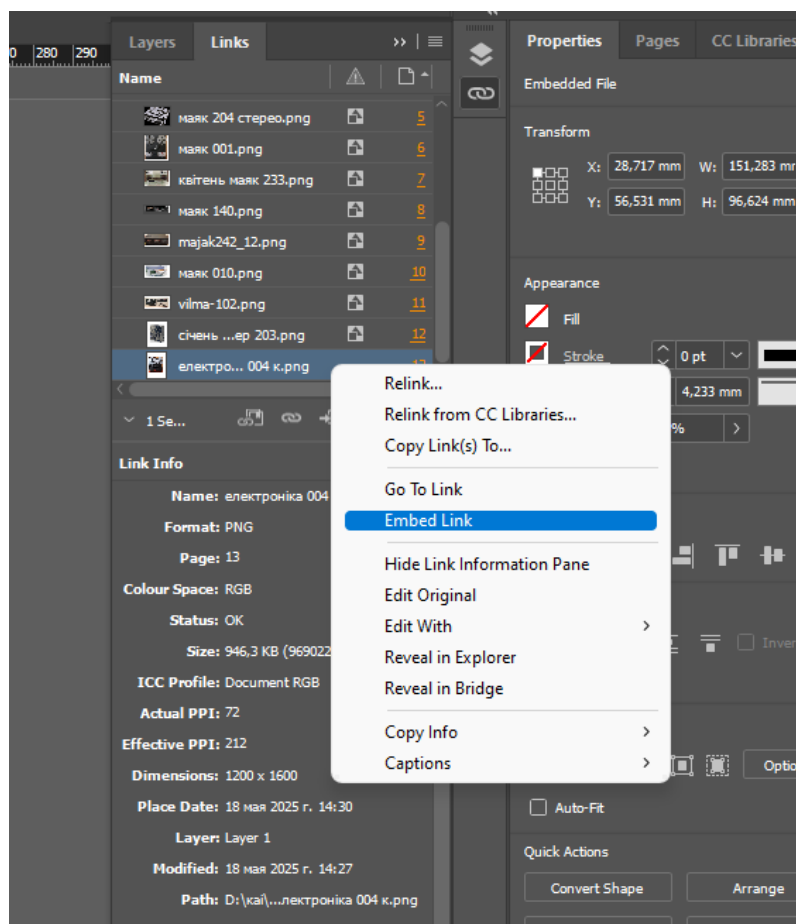 0 280 290
Layers Links
Name
маяк 204 стерео.png 5
маяк 001.png 6
квітень маяк 233.png 7
маяк 140.png 8
majak242_12.png 9
маяк 010.png 10
vilma-102.png 11
січень ...ер 203.png 12
електро... 004 к.png
1 Se...
Link Info
Name: електроніка 004
Format: PNG
Page: 13
Colour Space: RGB
Status: OK
Size: 946,3 KB (969022
ICC Profile: Document RGB
Actual PPI: 72
Effective PPI: 212
Dimensions: 1200 x 1600
Place Date: 18 мая 2025 г. 14:30
Layer: Layer 1
Modified: 18 мая 2025 г. 14:27
Path: D:\каі\...лектроніка 004 к.png
Relink...
Relink from CC Libraries...
Copy Link(s) To...
Go To Link
Embed Link
Hide Link Information Pane
Edit Original
Edit With
Reveal in Explorer
Reveal in Bridge
Copy Info
Captions
Properties Pages CC Libraries
Embedded File
Transform
X: 28,717 mm W: 151,283 mm
Y: 56,531 mm H: 96,624 mm
Appearance
Fill
Stroke 0 pt
4,233 mm
%
Inver
Optio
Auto-Fit
Quick Actions
Convert Shape Arrange